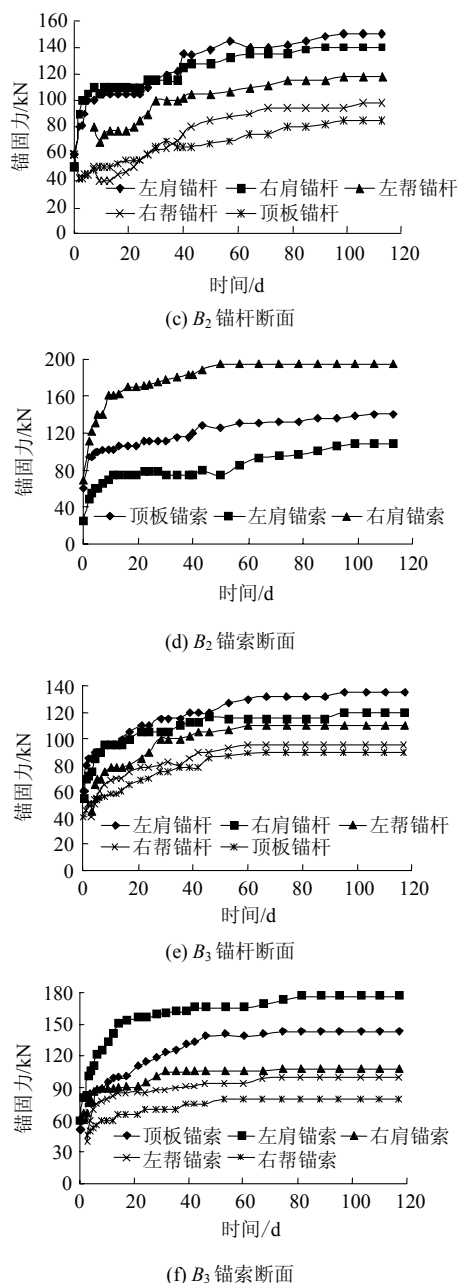 160
140
120
100
80
60
40
20
0
锚固力/kN
左肩锚杆 右肩锚杆 左帮锚杆
右帮锚杆 顶板锚杆
0 20 40 60 80 100 120
时间/d
(c) B2 锚杆断面
200
160
120
80
40
0
锚固力/kN
顶板锚索 左肩锚索 右肩锚索
0 20 40 60 80 100 120
时间/d
(d) B2 锚索断面
140
120
100
80
60
40
20
0
锚固力/kN
左肩锚杆 右肩锚杆 左帮锚杆
右帮锚杆 顶板锚杆
0 20 40 60 80 100 120
时间/d
(e) B3 锚杆断面
180
150
120
90
60
30
0
锚固力/kN
顶板锚索 左肩锚索 右肩锚索
左帮锚索 右帮锚索
0 20 40 60 80 100 120
时间/d
(f) B3 锚索断面